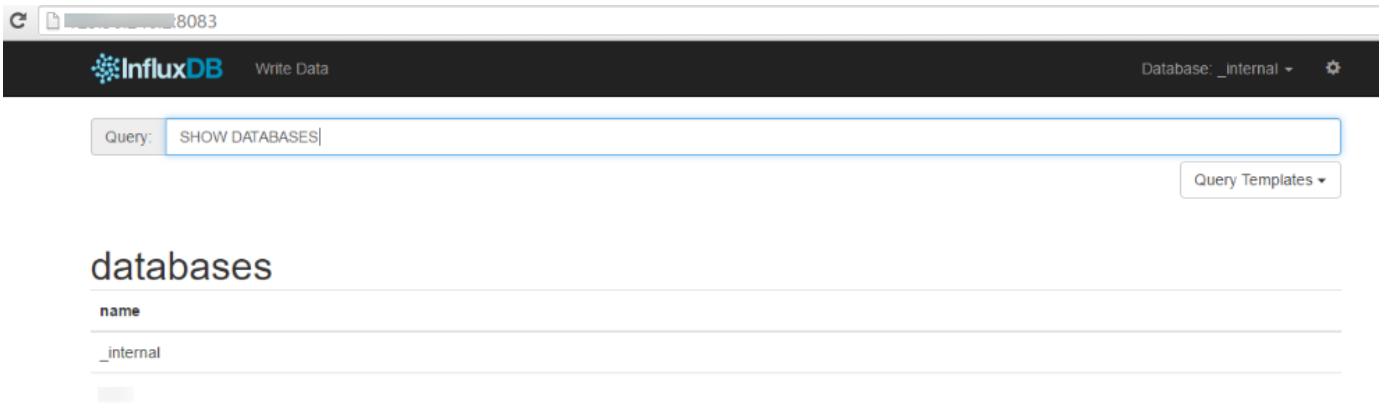 :8083
InfluxDB Write Data Database: _internal
Query: SHOW DATABASES
Query Templates
databases
name
_internal